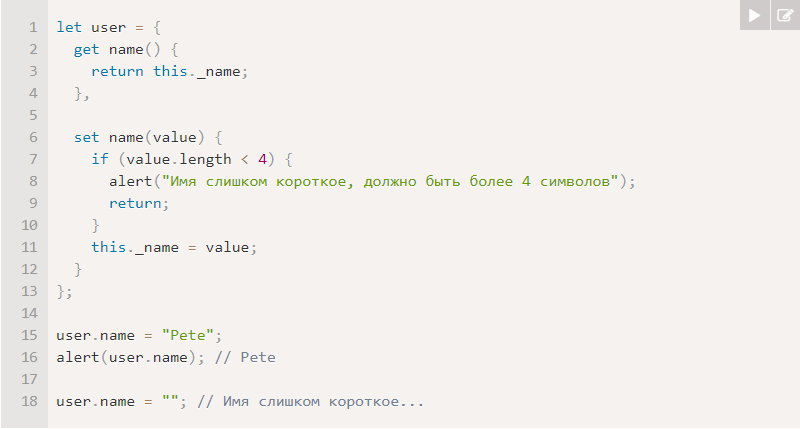 1 let user = {
2   get name() {
3     return this._name;
4   },
5
6   set name(value) {
7     if (value.length < 4) {
8       alert("Имя слишком короткое, должно быть более 4 символов");
9       return;
10     }
11     this._name = value;
12   }
13 };
14
15 user.name = "Pete";
16 alert(user.name); // Pete
17
18 user.name = ""; // Имя слишком короткое...